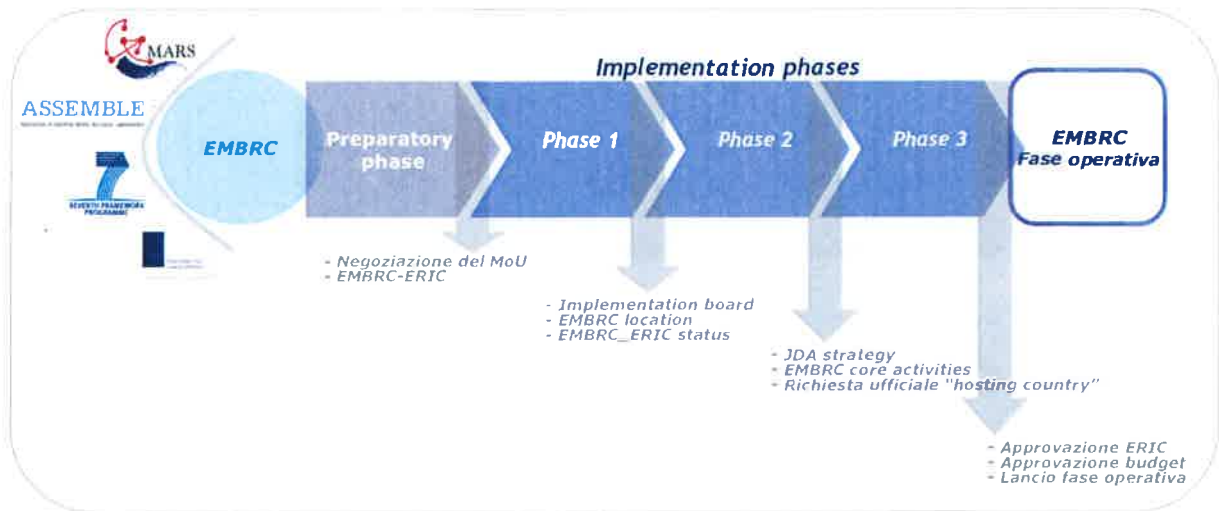 MARS
ASSEMBLE
SEVENTH FRAMEWORK
PROGRAMME
EMBRC
Implementation phases
Preparatory
phase
Phase 1
Phase 2
Phase 3
EMBRC
Fase operativa
- Negoziazione del MoU
- EMBRC-ERIC
- Implementation board
- EMBRC location
- EMBRC_ERIC status
- JDA strategy
- EMBRC core activities
- Richiesta ufficiale "hosting country"
- Approvazione ERIC
- Approvazione budget
- Lancio fase operativa